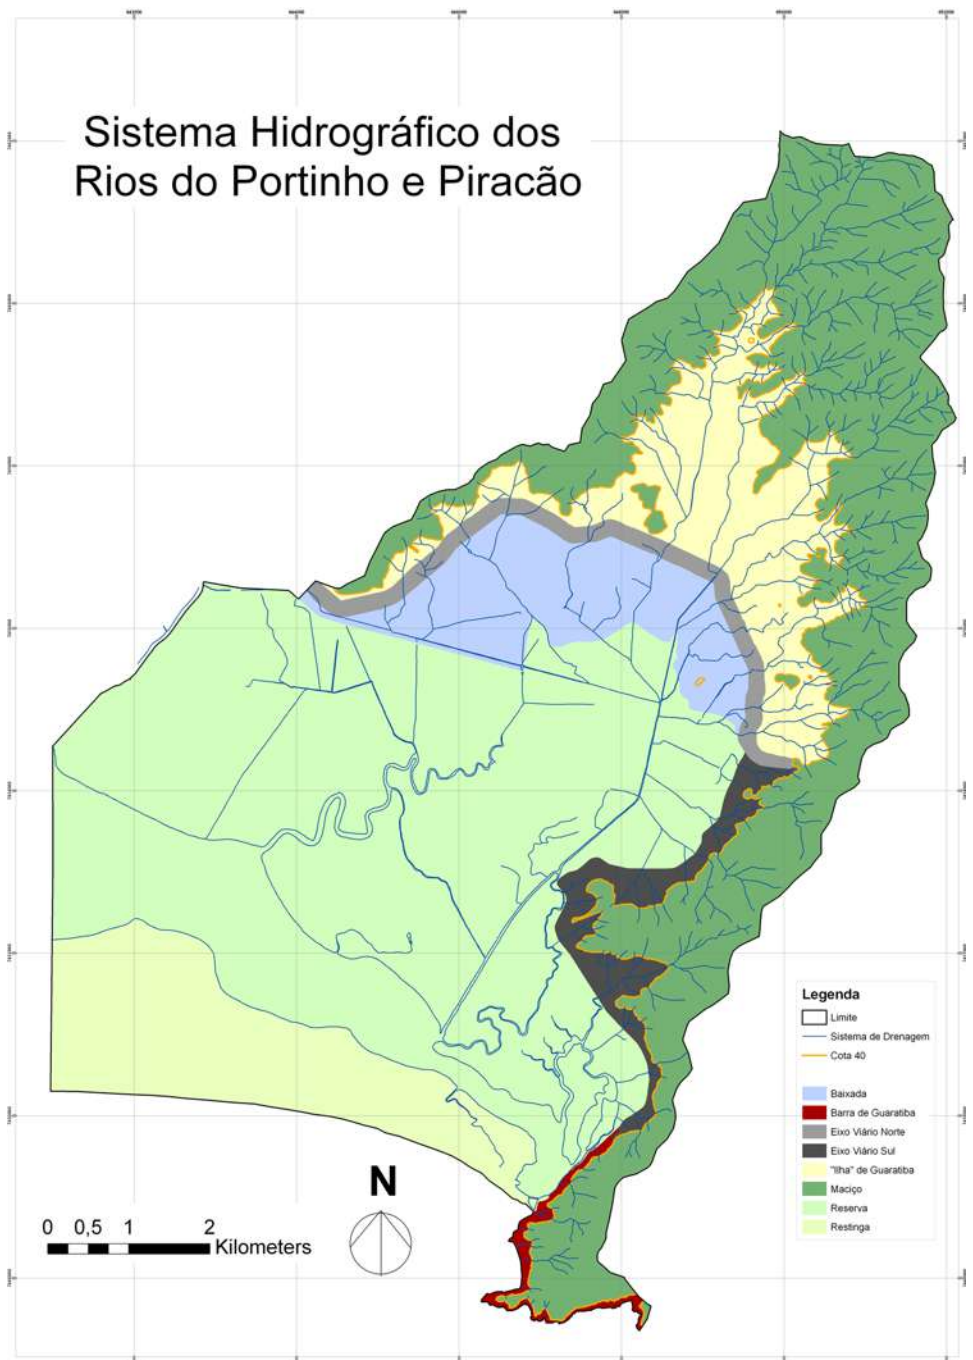 Sistema Hidrográfico dos
Rios do Portinho e Piracão
Legenda
Limite
Sistema de Drenagem
Cota 40
Baixada
Barra de Guaratiba
Eixo Viário Norte
Eixo Viário Sul
"Ilha" de Guaratiba
Maciço
Reserva
Restinga
N
0 0,5 1 2
Kilometers